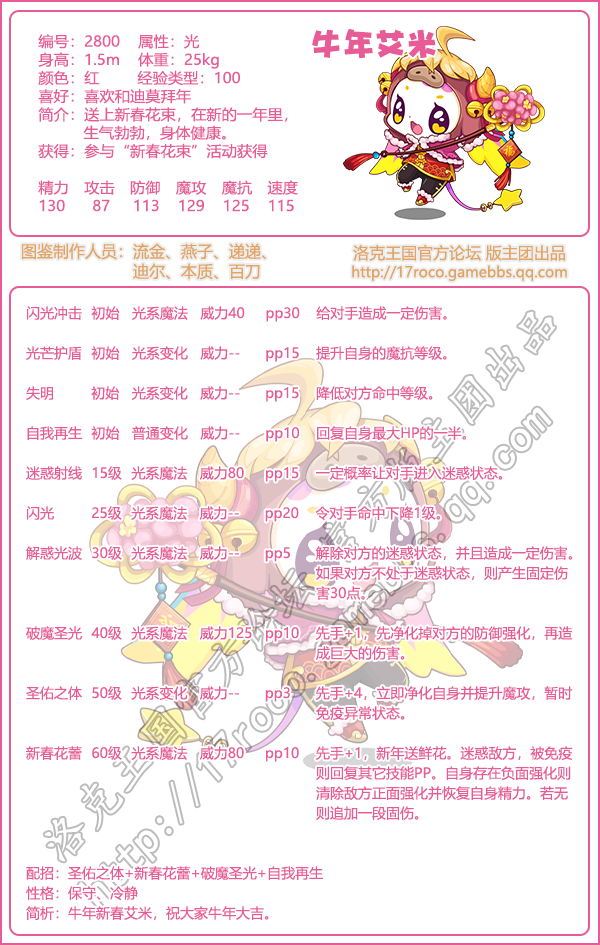 牛年艾米
编号：2800 属性：光
身高：1.5m 体重：25kg
颜色：红 经验类型：100
喜好：喜欢和迪莫拜年
简介：送上新春花束，在新的一年里，
生气勃勃，身体健康。
获得：参与“新春花束”活动获得
精力 攻击 防御 魔攻 魔抗 速度
130 87 113 129 125 115
图鉴制作人员：流金、燕子、递递、
迪尔、本质、百刀
洛克王国官方论坛 版主团出品
http://17roco.gamebbs.qq.com
闪光冲击 初始 光系魔法 威力40 pp30 给对手造成一定伤害。
光芒护盾 初始 光系变化 威力-- pp15 提升自身的魔抗等级。
失明 初始 光系变化 威力-- pp15 降低对方命中等级。
自我再生 初始 普通变化 威力-- pp10 回复自身最大HP的一半。
迷惑射线 15级 光系魔法 威力80 pp15 一定概率让对手进入迷惑状态。
闪光 25级 光系变化 威力-- pp20 令对手命中下降1级。
解惑光波 30级 光系魔法 威力-- pp5 解除对方的迷惑状态，并且造成一定伤害。
如果对方不处于迷惑状态，则产生固定伤
害30点。
破魔圣光 40级 光系魔法 威力125 pp10 先手+1，先净化掉对方的防御强化，再造
成巨大的伤害。
圣佑之体 50级 光系变化 威力-- pp3 先手+4，立即净化自身并提升魔攻，暂时
免疫异常状态。
新春花蕾 60级 光系魔法 威力80 pp10 先手+1，新年送鲜花。迷惑敌方，被免疫
则回复其它技能PP。自身存在负面强化则
清除敌方正面强化并恢复自身精力。若无
则追加一段固伤。
配招：圣佑之体+新春花蕾+破魔圣光+自我再生
性格：保守、冷静
简析：牛年新春艾米，祝大家牛年大吉。
洛克王国官方论坛 版主团出品
http://17roco.gamebbs.qq.com